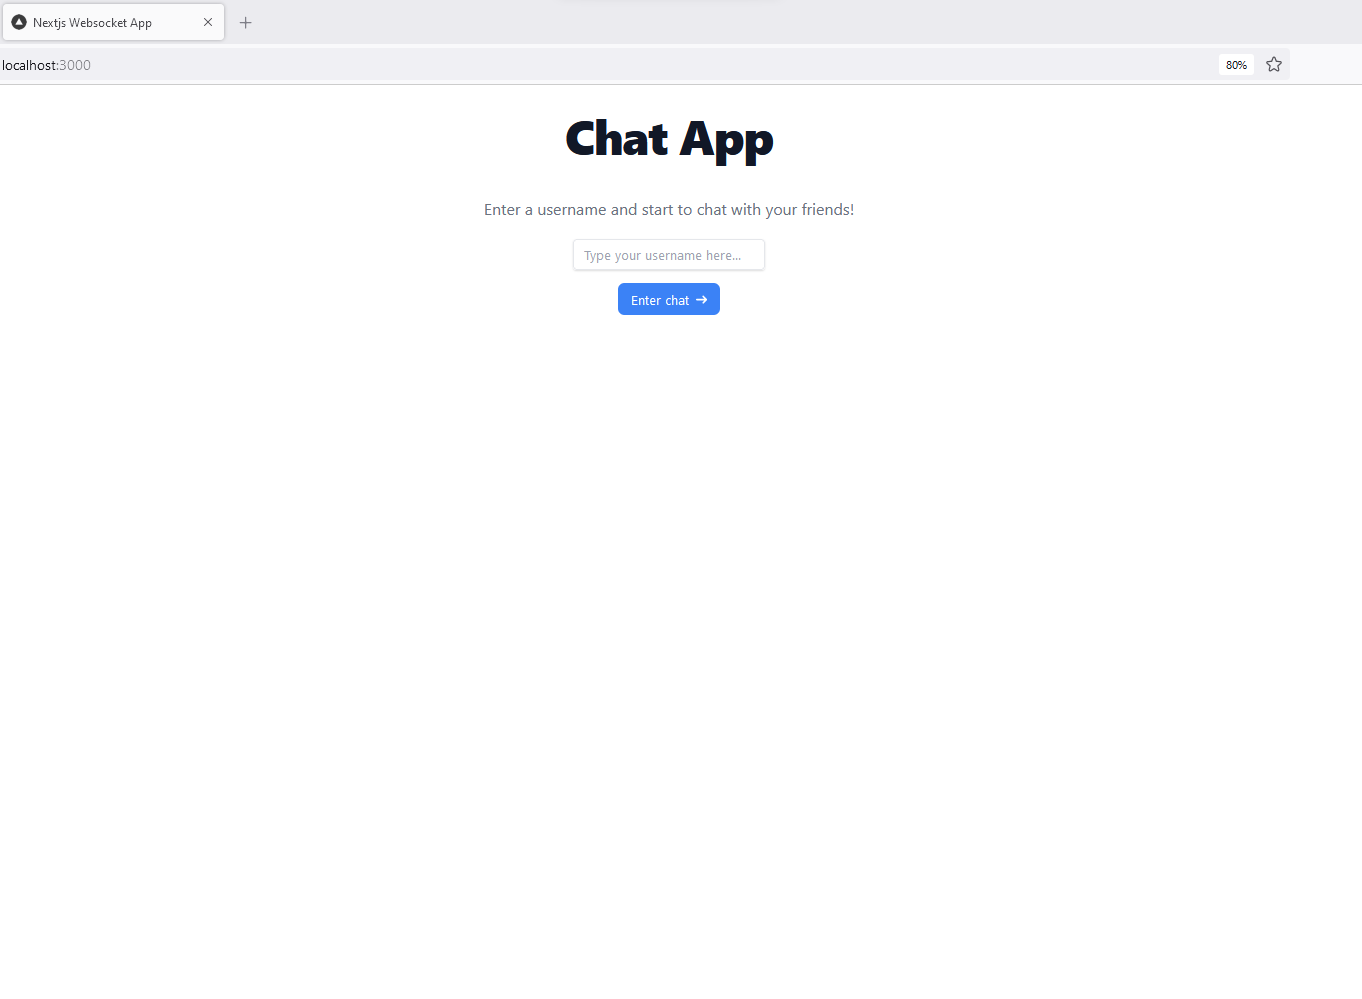 Nextjs Websocket App
localhost:3000
80%
Chat App
Enter a username and start to chat with your friends!
Type your username here...
Enter chat →